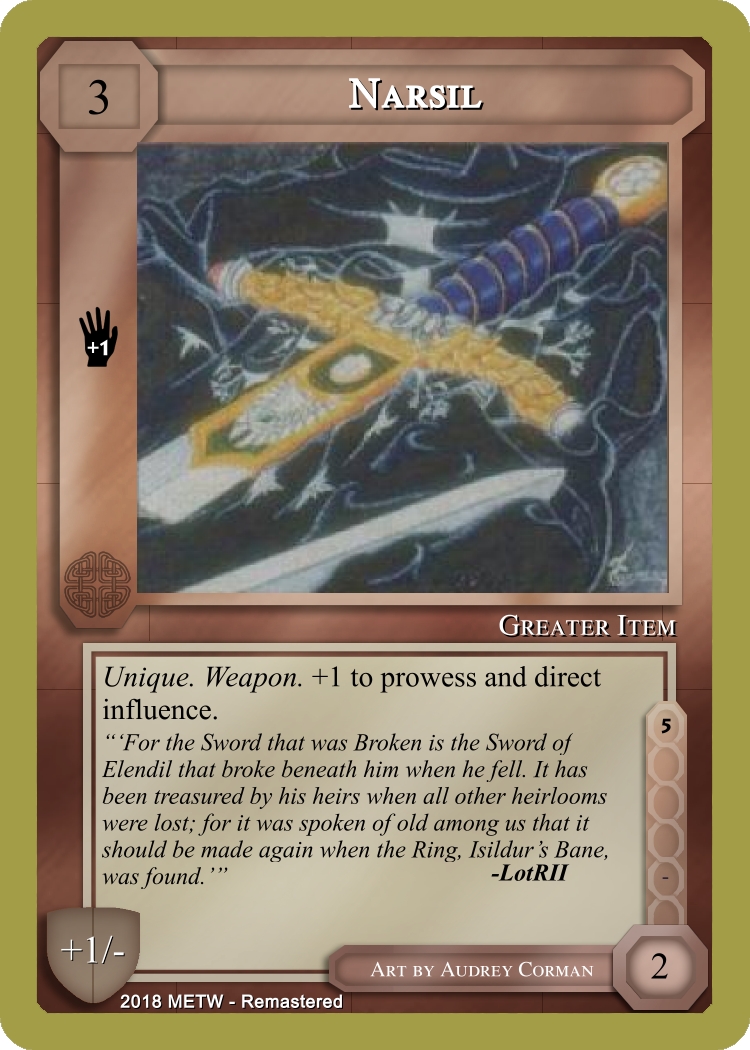 3
Narsil
+1
Greater Item
Unique. Weapon. +1 to prowess and direct
influence.
“‘For the Sword that was Broken is the Sword of
Elendil that broke beneath him when he fell. It has
been treasured by his heirs when all other heirlooms
were lost; for it was spoken of old among us that it
should be made again when the Ring, Isildur’s Bane,
was found.’”
-LotRII
5
-
+1/-
Art by Audrey Corman
2
2018 METW - Remastered